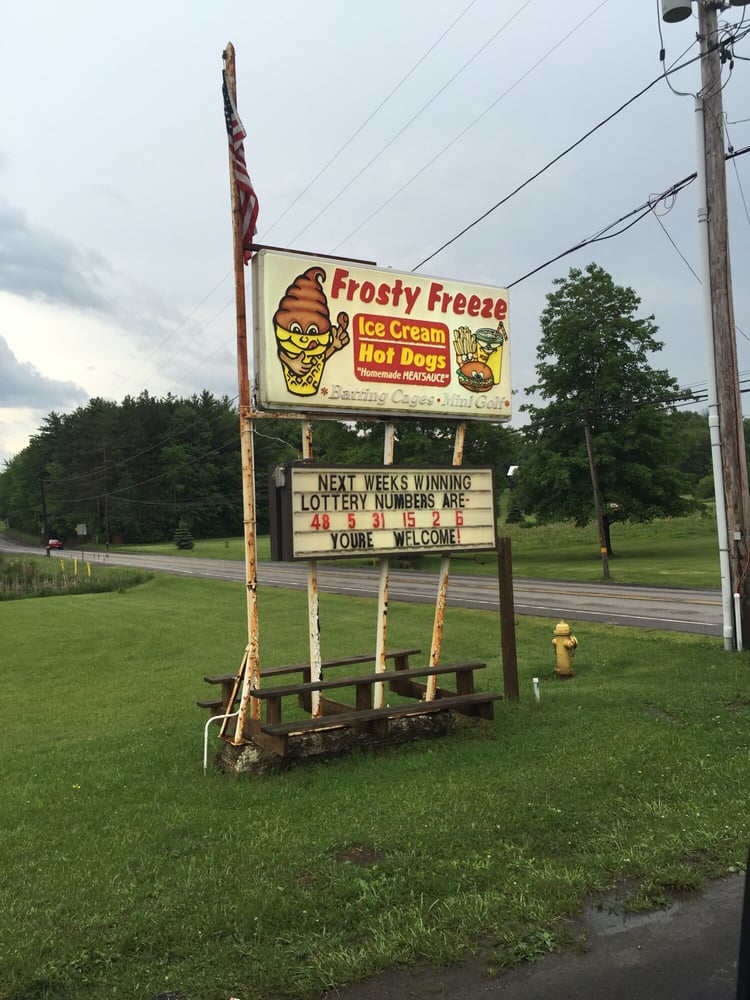 Frosty Freeze
Ice Cream
Hot Dogs
"Homemade MEATSAUCE"
*Batting Cages • Mini Golf*
NEXT WEEKS WINNING
LOTTERY NUMBERS ARE-
48 5 31 15 2 6
YOURE WELCOME!